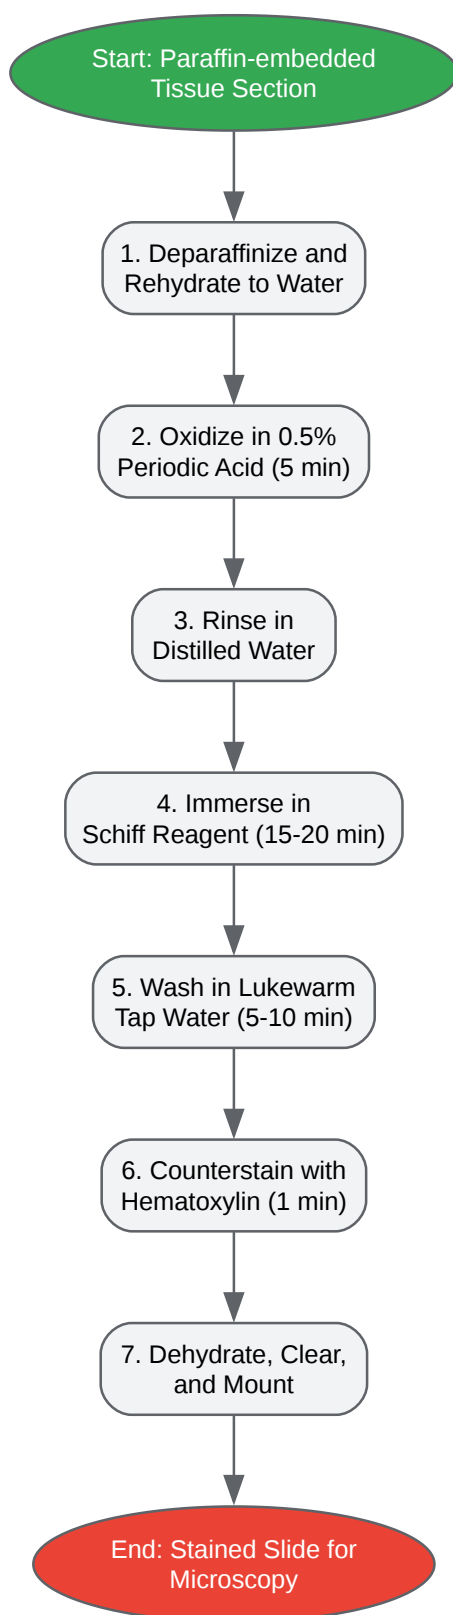 Start: Paraffin-embedded
Tissue Section
1. Deparaffinize and
Rehydrate to Water
2. Oxidize in 0.5%
Periodic Acid (5 min)
3. Rinse in
Distilled Water
4. Immerse in
Schiff Reagent (15-20 min)
5. Wash in Lukewarm
Tap Water (5-10 min)
6. Counterstain with
Hematoxylin (1 min)
7. Dehydrate, Clear,
and Mount
End: Stained Slide for
Microscopy